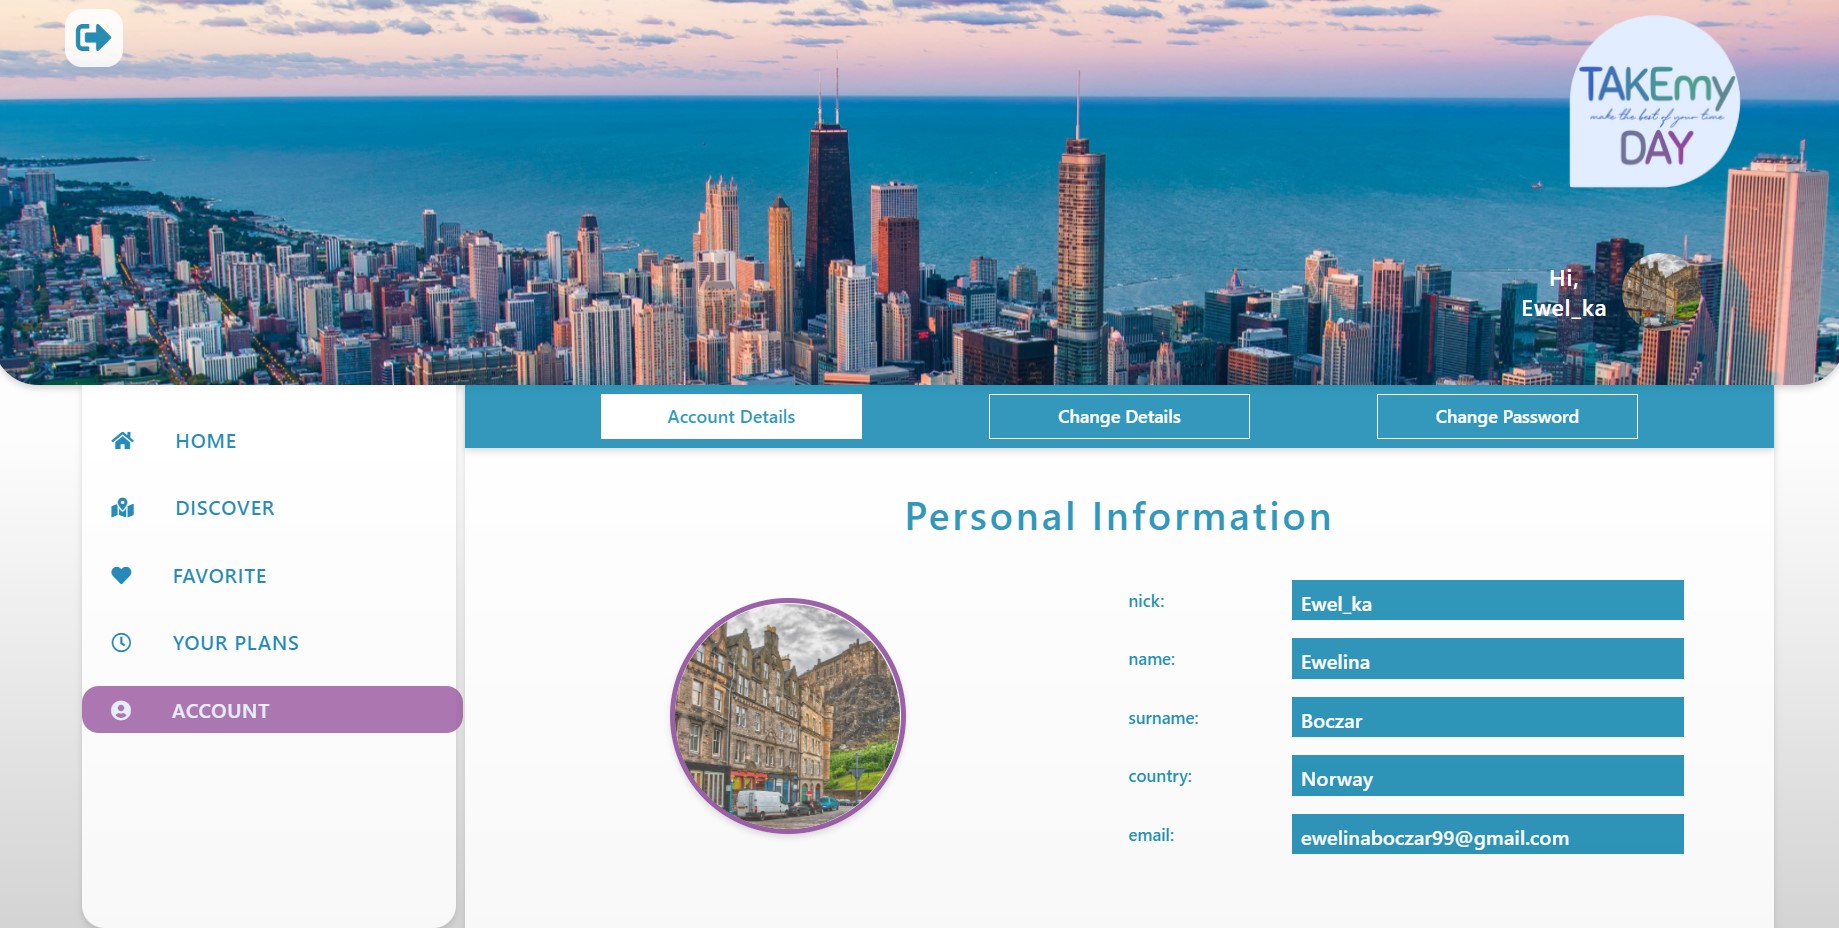 TAKEmy
make the best of your time
DAY
Hi,
Ewel_ka
HOME
DISCOVER
FAVORITE
YOUR PLANS
ACCOUNT
Account Details
Change Details
Change Password
Personal Information
nick: Ewel_ka
name: Ewelina
surname: Boczar
country: Norway
email: ewelinaboczar99@gmail.com